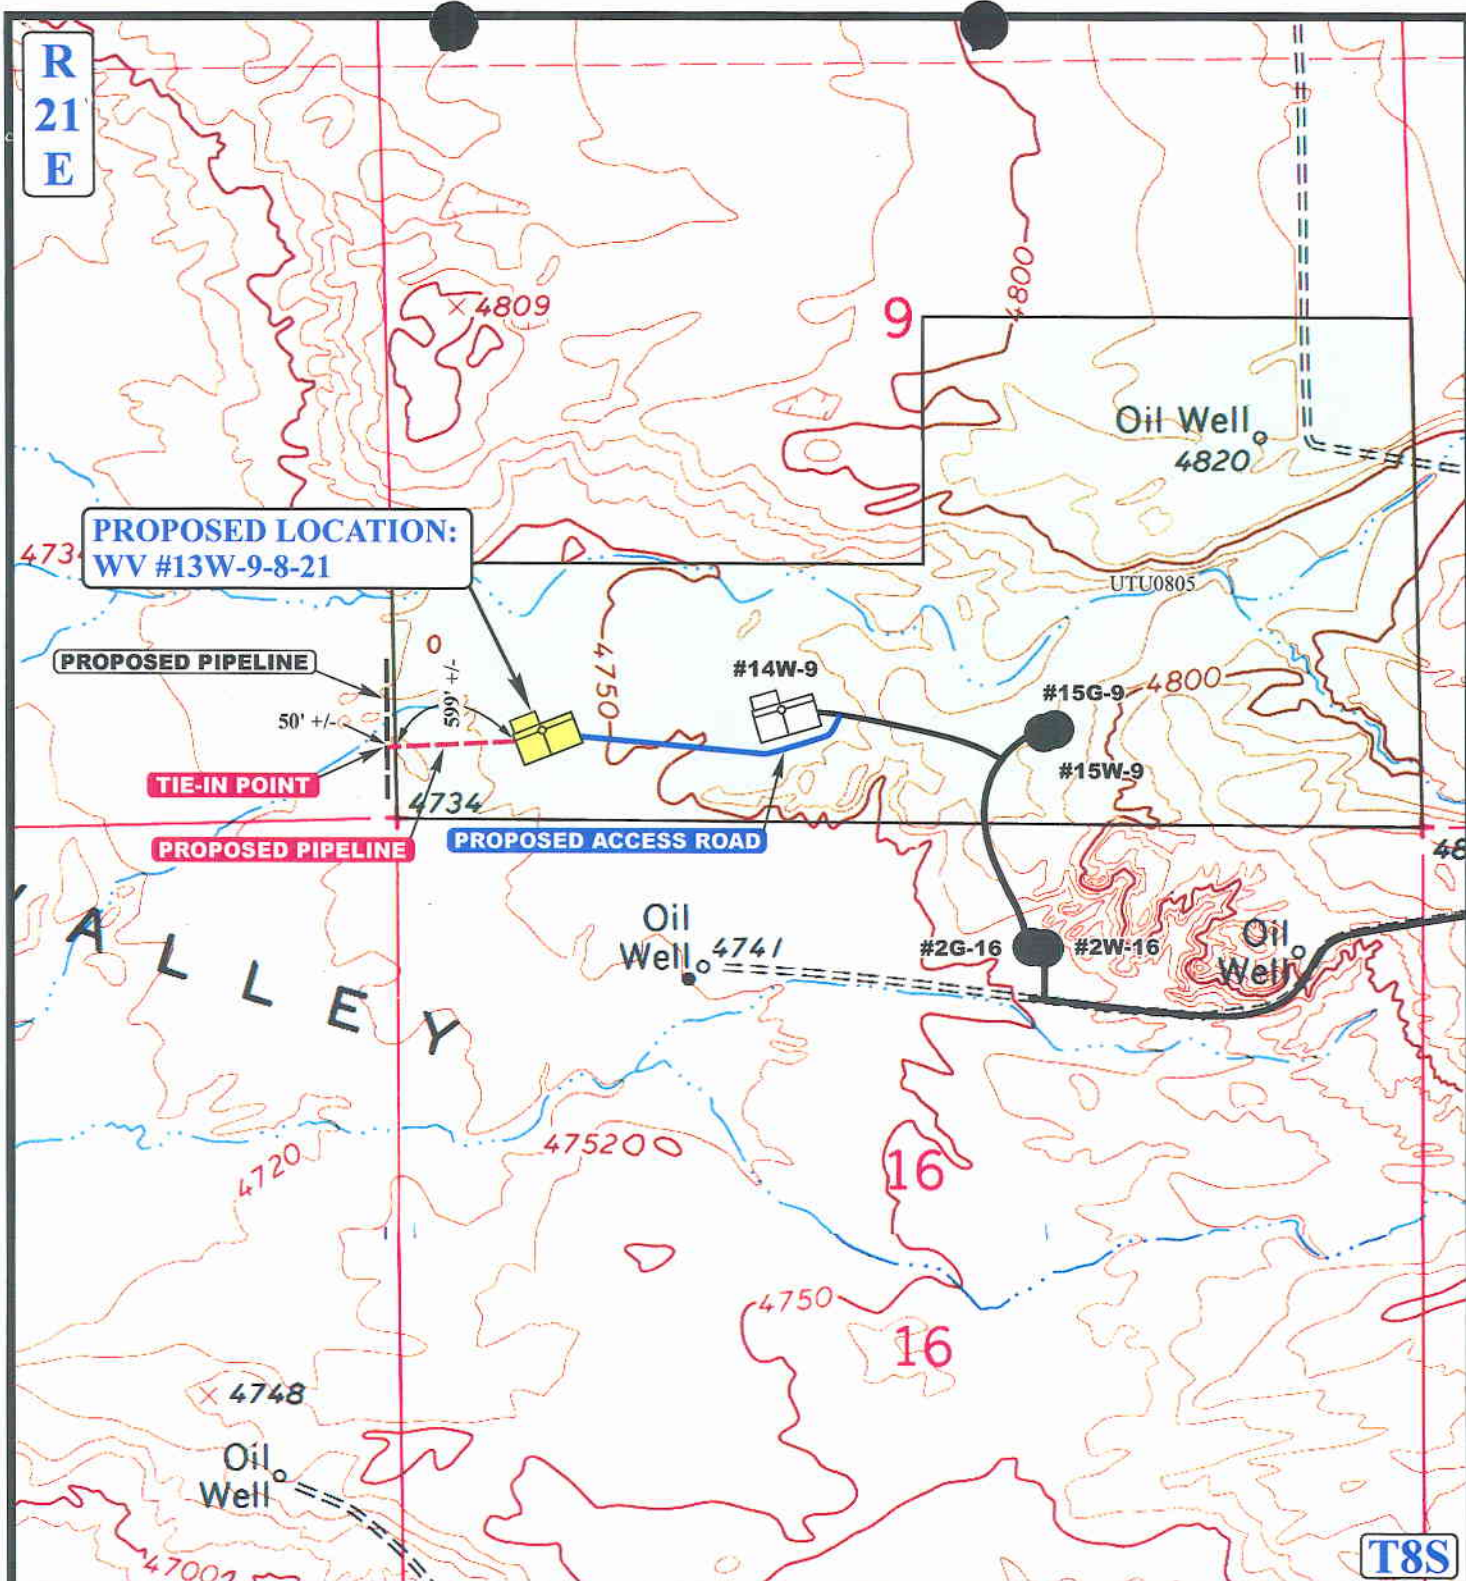 R
21
E
4809
9
4800
Oil Well
4820
PROPOSED LOCATION:
WV #13W-9-8-21
473
UTU0805
0
PROPOSED PIPELINE
599' +/-
4750
#14W-9
#15G-9
4800
50' +/-
#15W-9
TIE-IN POINT
4734
PROPOSED PIPELINE
PROPOSED ACCESS ROAD
48
VALLEY
Oil
Well
4741
#2G-16
#2W-16
Oil
Well
4720
475200
16
4750
16
4748
Oil
Well
4700
T8S